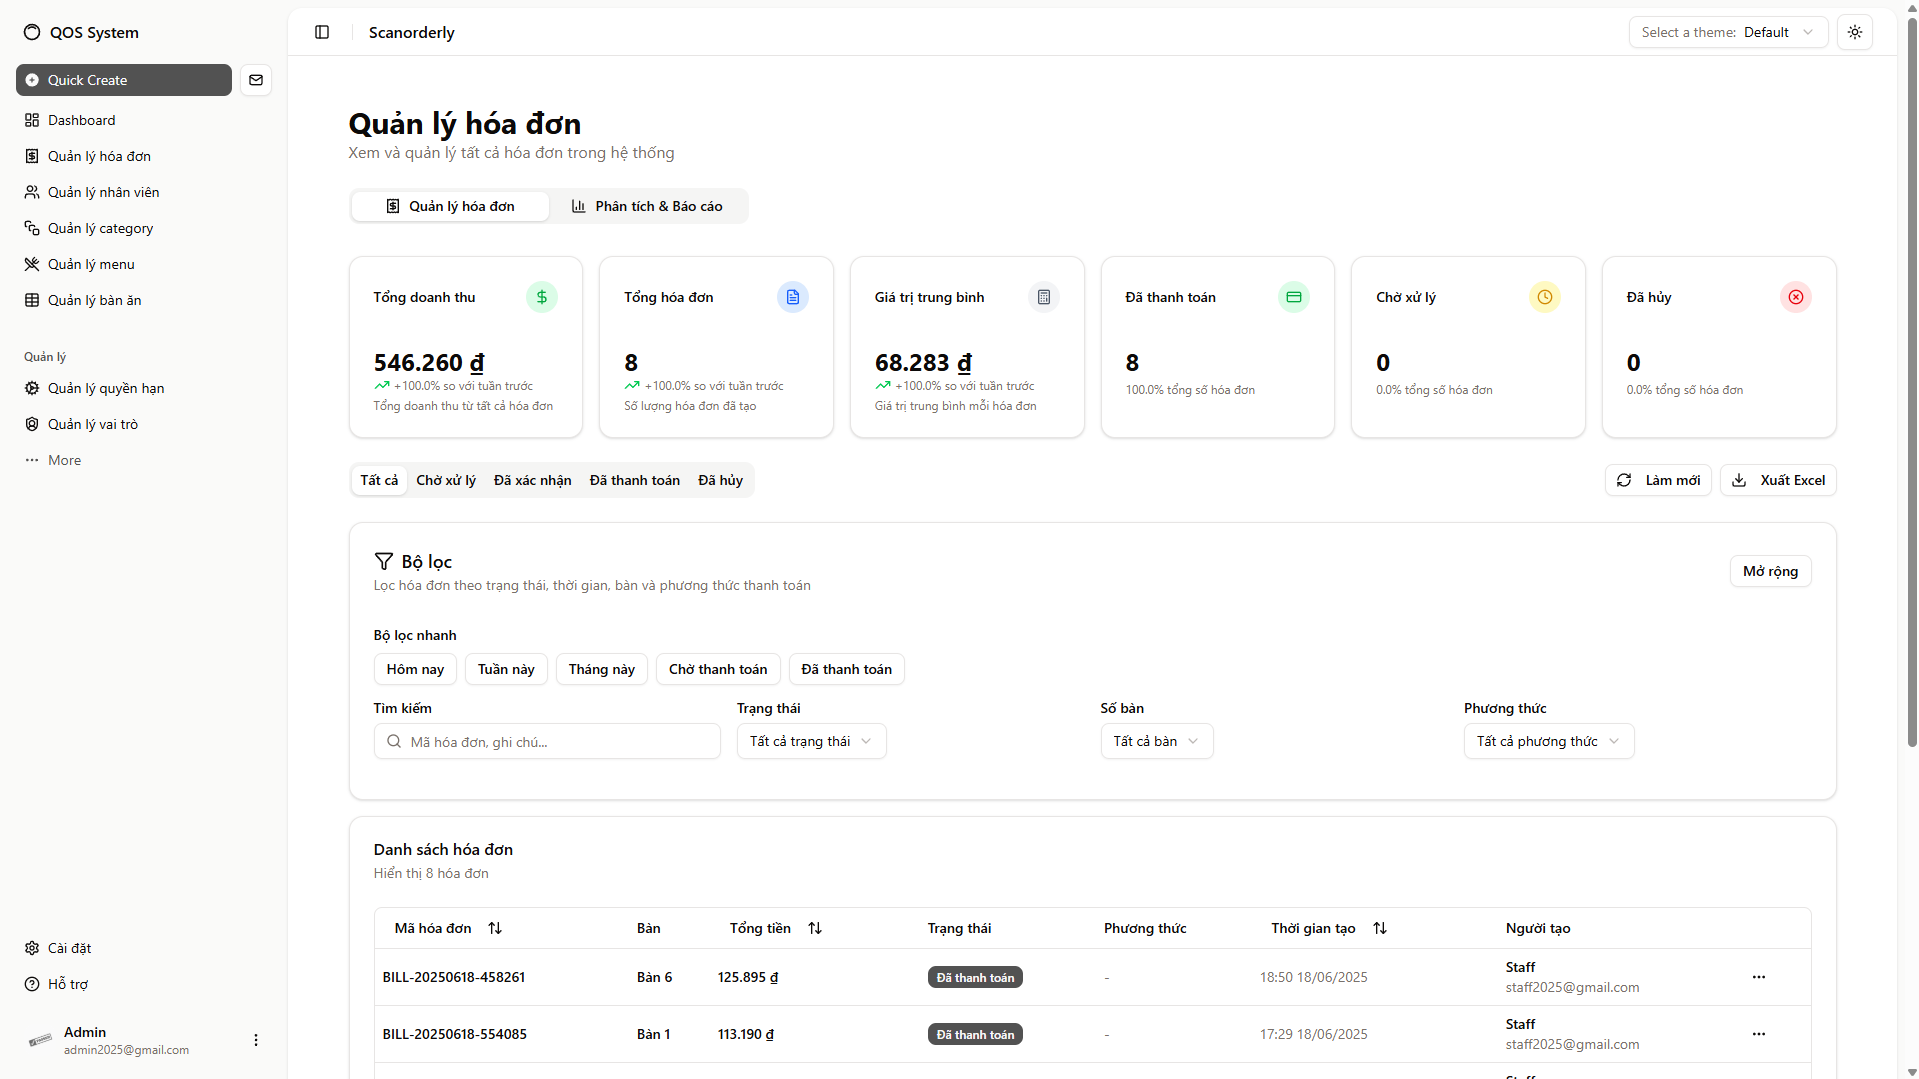 QOS System
Quick Create
Dashboard
Quản lý hóa đơn
Quản lý nhân viên
Quản lý category
Quản lý menu
Quản lý bàn ăn
Quản lý
Quản lý quyền hạn
Quản lý vai trò
More
Cài đặt
Hỗ trợ
Admin
admin2025@gmail.com
Scanorderly
Select a theme: Default
Quản lý hóa đơn
Xem và quản lý tất cả hóa đơn trong hệ thống
Quản lý hóa đơn
Phân tích & Báo cáo
Tổng doanh thu
546.260 ₫
+100.0% so với tuần trước
Tổng doanh thu từ tất cả hóa đơn
Tổng hóa đơn
8
+100.0% so với tuần trước
Số lượng hóa đơn đã tạo
Giá trị trung bình
68.283 ₫
+100.0% so với tuần trước
Giá trị trung bình mỗi hóa đơn
Đã thanh toán
8
100.0% tổng số hóa đơn
Chờ xử lý
0
0.0% tổng số hóa đơn
Đã hủy
0
0.0% tổng số hóa đơn
Tất cả Chờ xử lý Đã xác nhận Đã thanh toán Đã hủy
Làm mới Xuất Excel
Bộ lọc
Lọc hóa đơn theo trạng thái, thời gian, bàn và phương thức thanh toán
Mở rộng
Bộ lọc nhanh
Hôm nay Tuần này Tháng này Chờ thanh toán Đã thanh toán
Tìm kiếm Trạng thái Số bàn Phương thức
Mã hóa đơn, ghi chú... Tất cả trạng thái Tất cả bàn Tất cả phương thức
Danh sách hóa đơn
Hiển thị 8 hóa đơn
Mã hóa đơn Bàn Tổng tiền Trạng thái Phương thức Thời gian tạo Người tạo
BILL-20250618-458261 Bàn 6 125.895 ₫ Đã thanh toán - 18:50 18/06/2025 Staff
staff2025@gmail.com
BILL-20250618-554085 Bàn 1 113.190 ₫ Đã thanh toán - 17:29 18/06/2025 Staff
staff2025@gmail.com